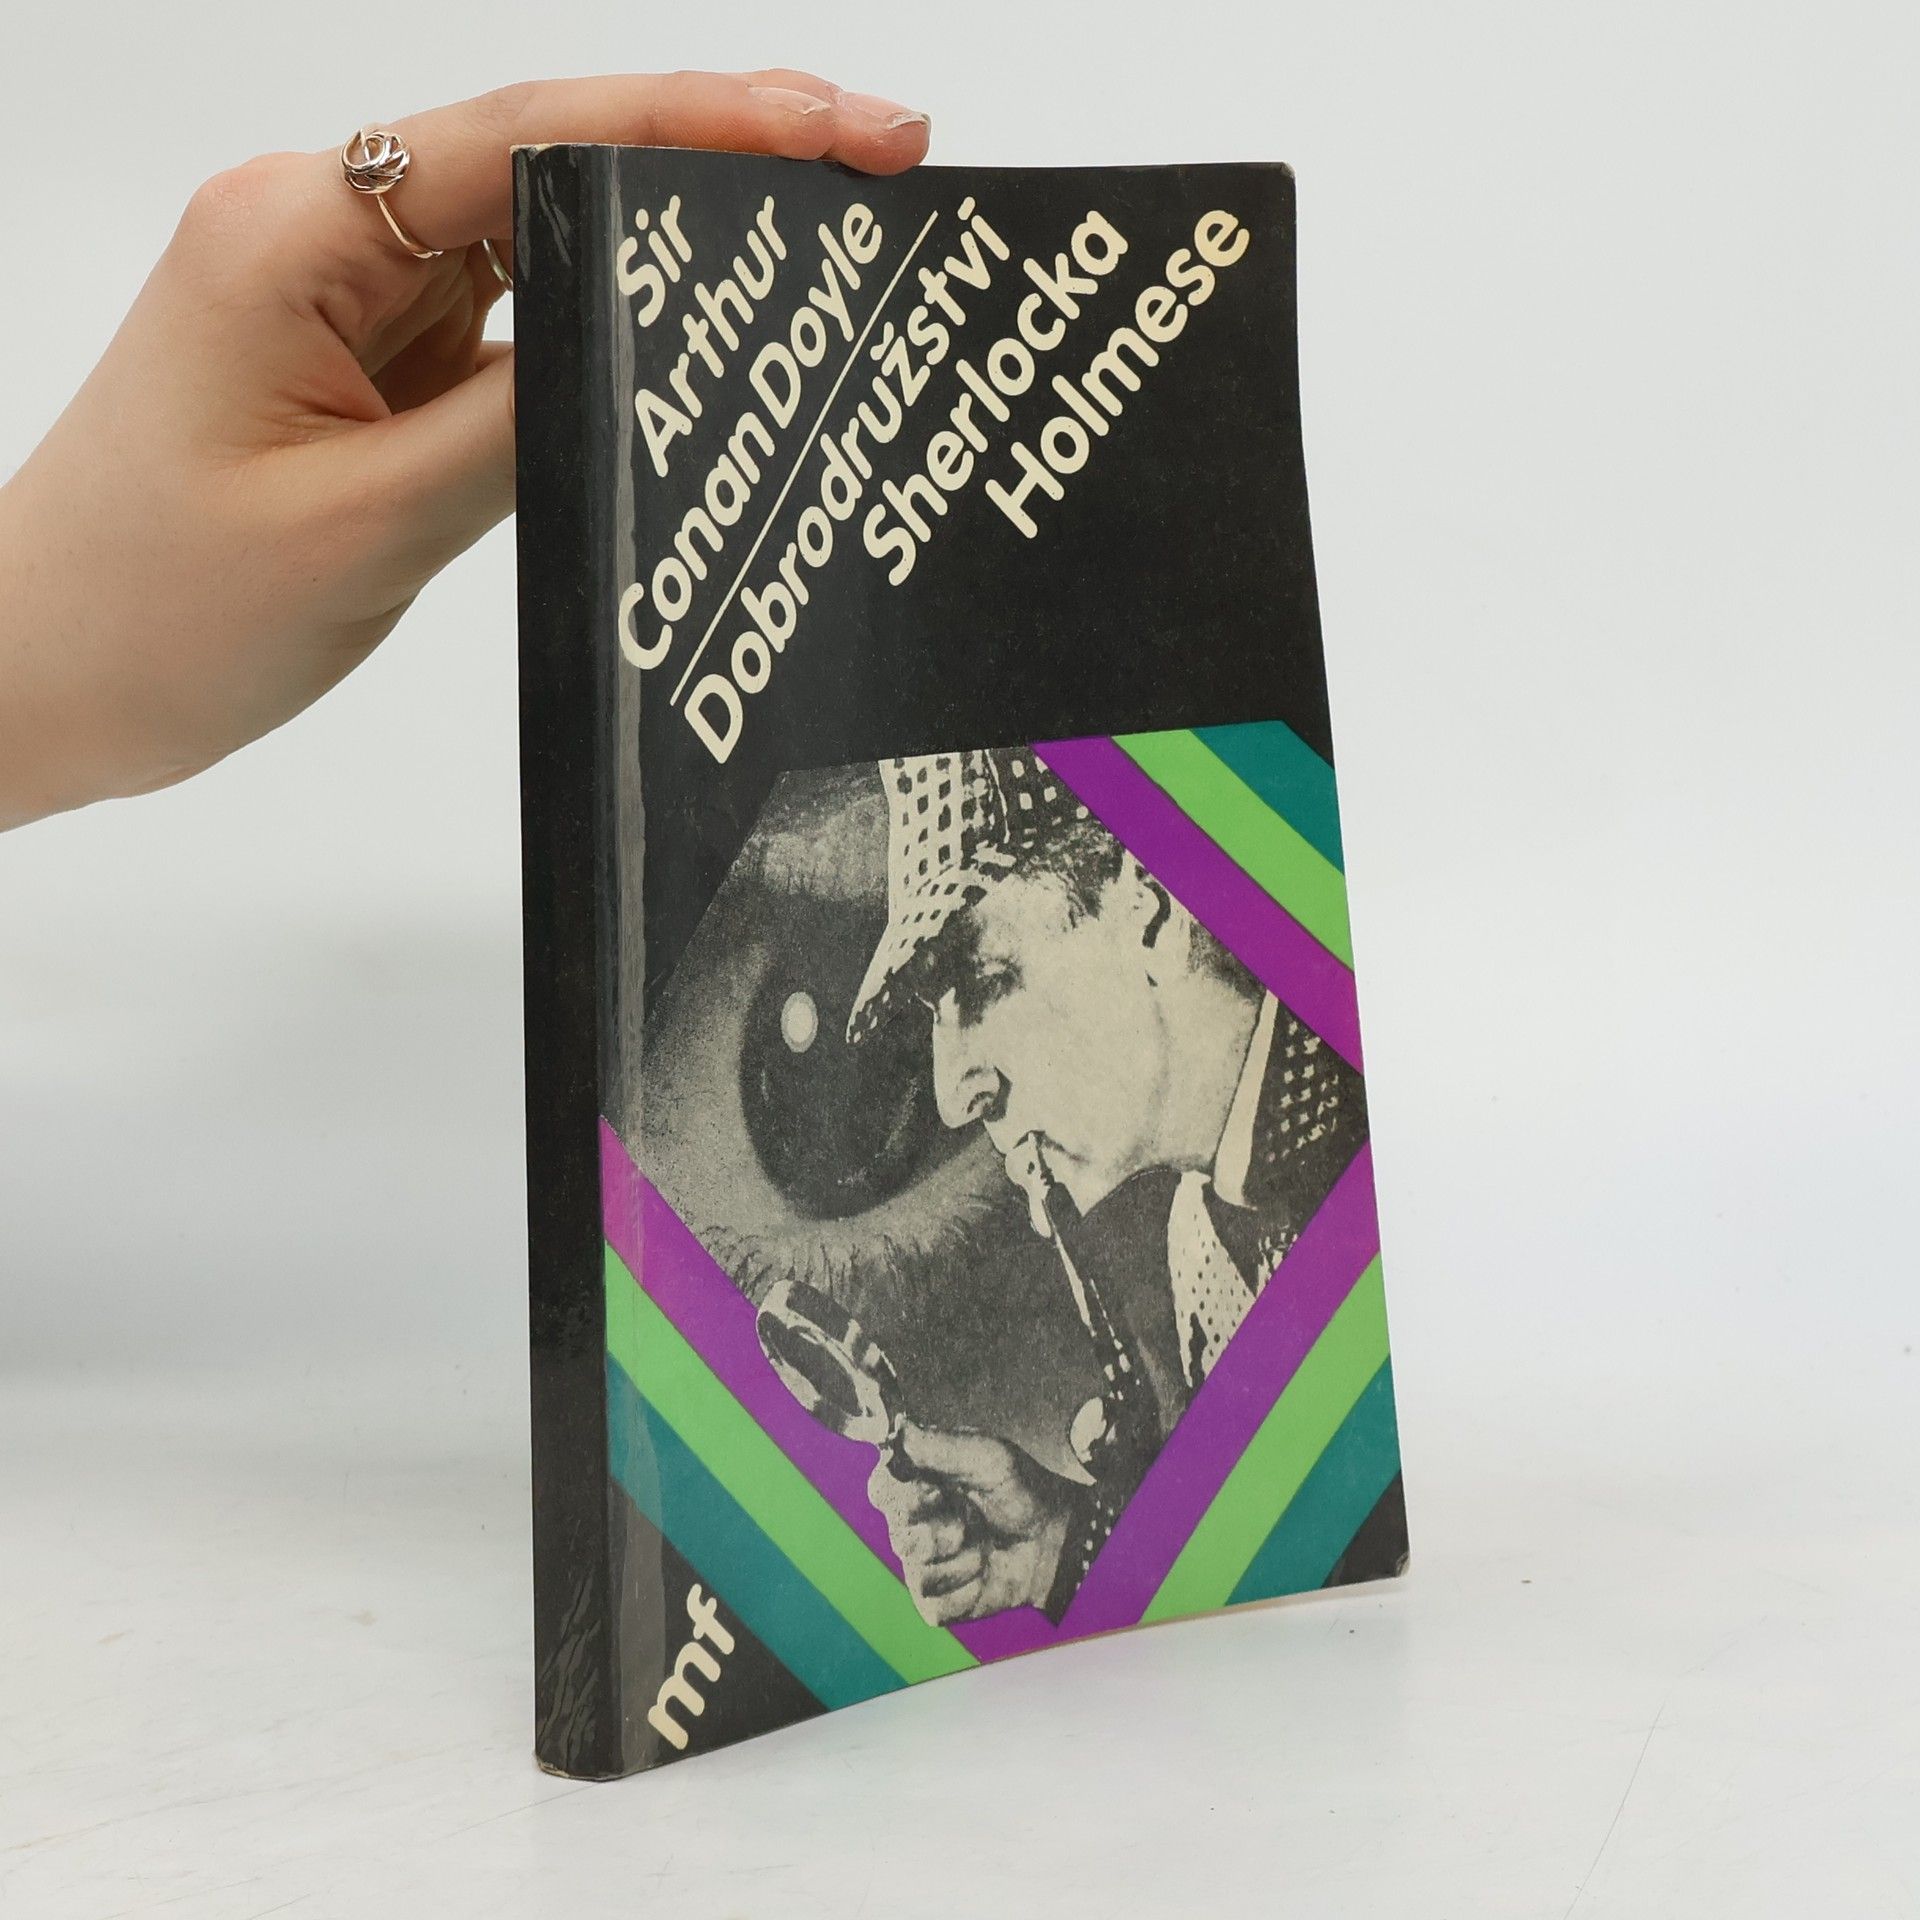 Sir
Arthur
Conan Doyle
Dobrodružství
Sherlocka
Holmese
mf